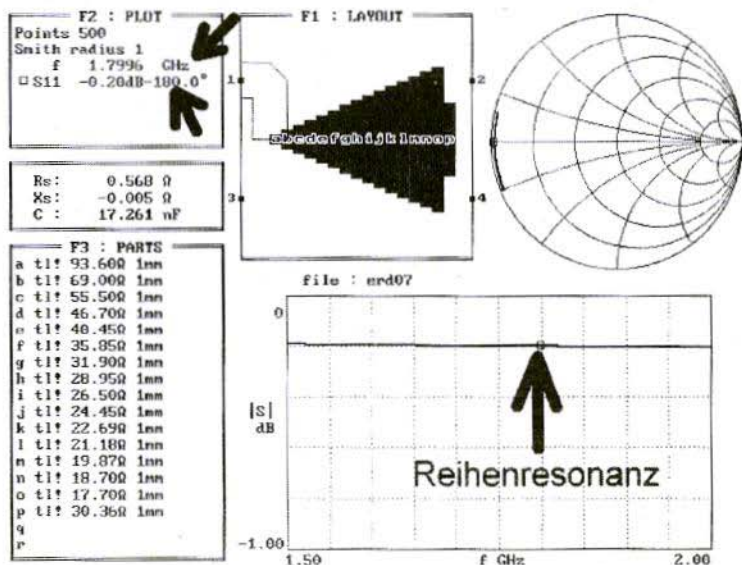 F2 : PLOT
Points 500
Smith radius 1
f 1.7996 GHz
□ S11 -0.20dB-180.0°
Rs: 0.568 Ω
Xs: -0.005 Ω
C : 17.261 nF
F3 : PARTS
a tl! 93.60Ω 1mm
b tl! 69.00Ω 1mm
c tl! 55.50Ω 1mm
d tl! 46.70Ω 1mm
e tl! 40.45Ω 1mm
f tl! 35.85Ω 1mm
g tl! 31.90Ω 1mm
h tl! 28.95Ω 1mm
i tl! 26.50Ω 1mm
j tl! 24.45Ω 1mm
k tl! 22.69Ω 1mm
l tl! 21.18Ω 1mm
m tl! 19.87Ω 1mm
n tl! 18.70Ω 1mm
o tl! 17.70Ω 1mm
p tl! 30.36Ω 1mm
q
r
F1 : LAYOUT
1
2
abcdefghijklmnop
3
4
file : erd07
0
|S|
dB
Reihenresonanz
-1.00
1.50 f GHz 2.00